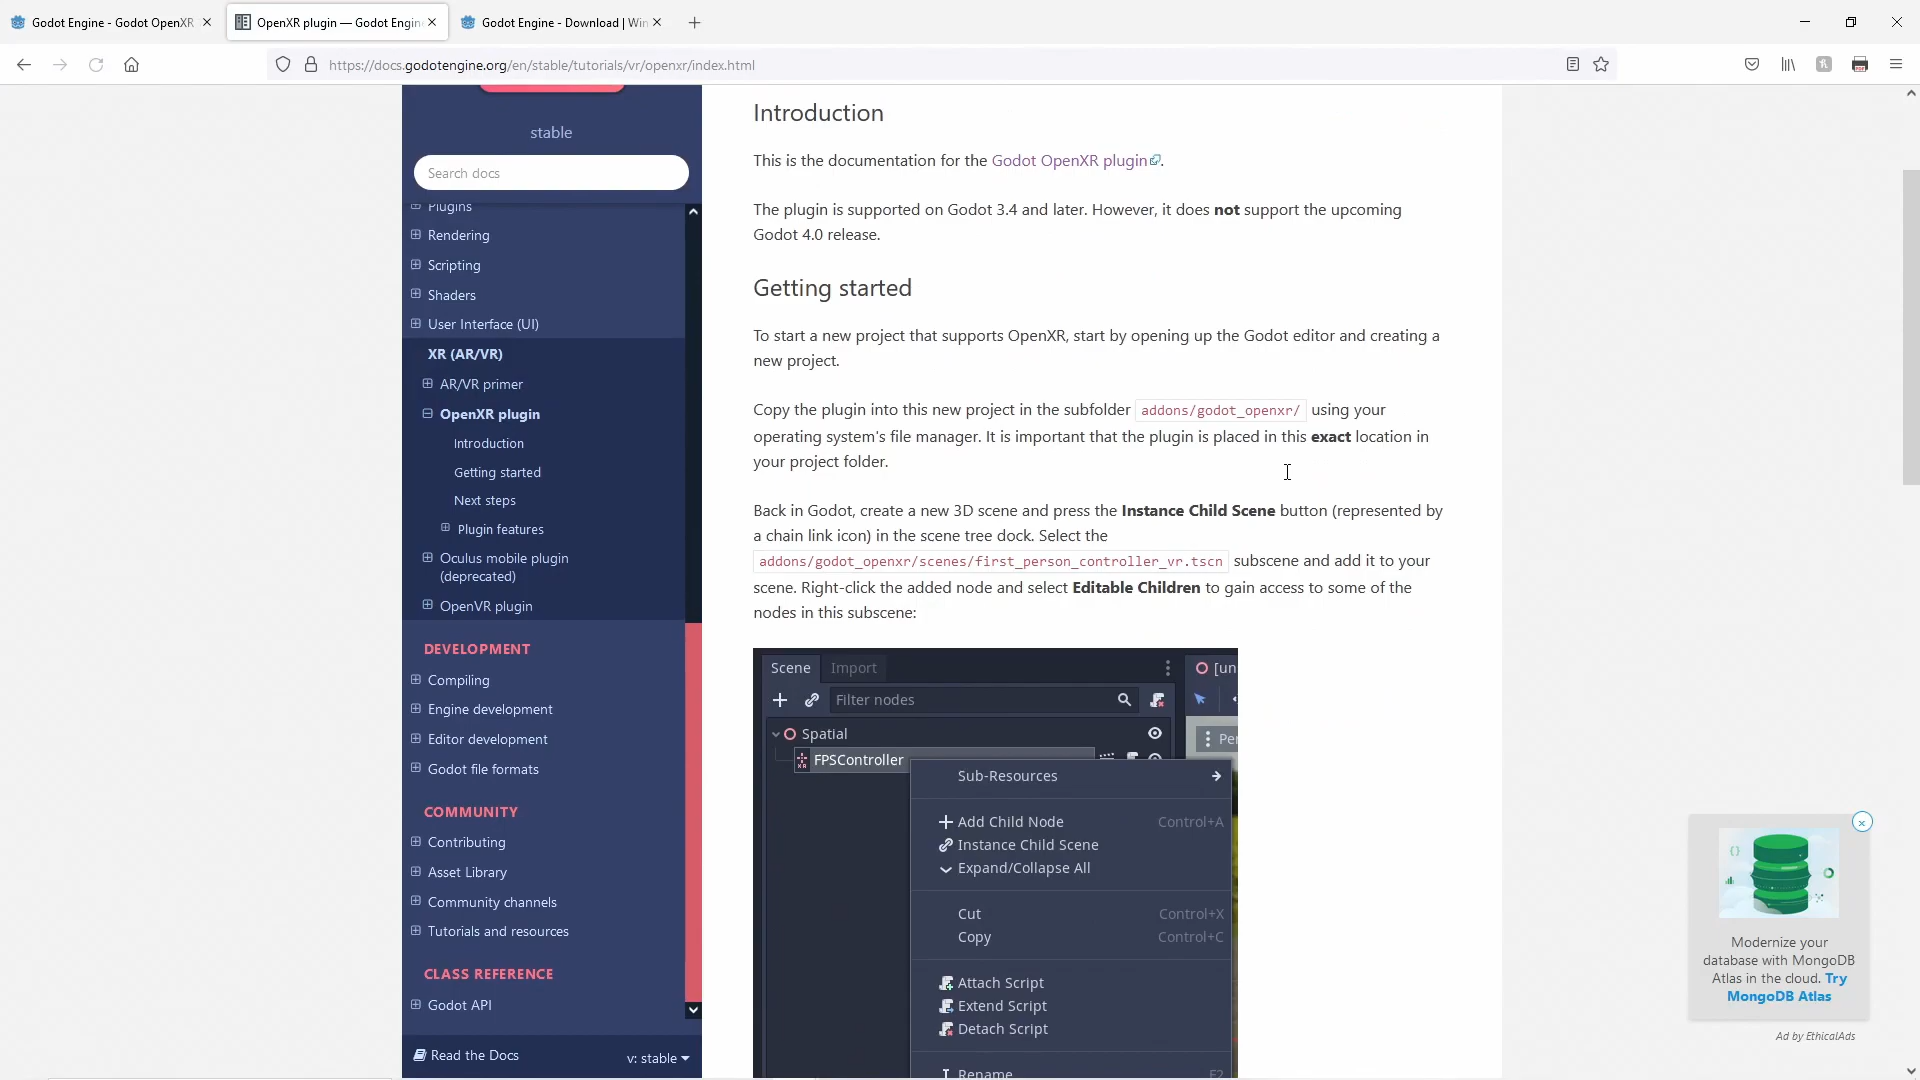 Godot Engine - Godot OpenXR
OpenXR plugin — Godot Engine
Godot Engine - Download | Win
https://docs.godotengine.org/en/stable/tutorials/vr/openxr/index.html
stable
Search docs
Plugins
Rendering
Scripting
Shaders
User Interface (UI)
XR (AR/VR)
AR/VR primer
OpenXR plugin
Introduction
Getting started
Next steps
Plugin features
Oculus mobile plugin
(deprecated)
OpenVR plugin
DEVELOPMENT
Compiling
Engine development
Editor development
Godot file formats
COMMUNITY
Contributing
Asset Library
Community channels
Tutorials and resources
CLASS REFERENCE
Godot API
Read the Docs
v: stable
Introduction
This is the documentation for the Godot OpenXR plugin.
The plugin is supported on Godot 3.4 and later. However, it does not support the upcoming
Godot 4.0 release.
Getting started
To start a new project that supports OpenXR, start by opening up the Godot editor and creating a
new project.
Copy the plugin into this new project in the subfolder addons/godot_openxr/ using your
operating system's file manager. It is important that the plugin is placed in this exact location in
your project folder.
Back in Godot, create a new 3D scene and press the Instance Child Scene button (represented by
a chain link icon) in the scene tree dock. Select the
addons/godot_openxr/scenes/first_person_controller_vr.tscn subscene and add it to your
scene. Right-click the added node and select Editable Children to gain access to some of the
nodes in this subscene:
Scene
Import
[un
Filter nodes
Spatial
Per
FPSController
Sub-Resources
Add Child Node Control+A
Instance Child Scene
Expand/Collapse All
Cut Control+X
Copy Control+C
Attach Script
Extend Script
Detach Script
Rename F2
Modernize your
database with MongoDB
Atlas in the cloud. Try
MongoDB Atlas
Ad by EthicalAds